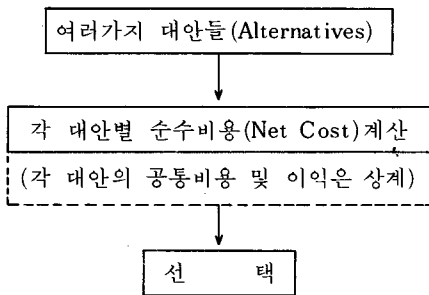 여러가지 대안들(Alternatives)
각 대안별 순수비용(Net Cost)계산
(각 대안의 공통비용 및 이익은 상계)
선 택